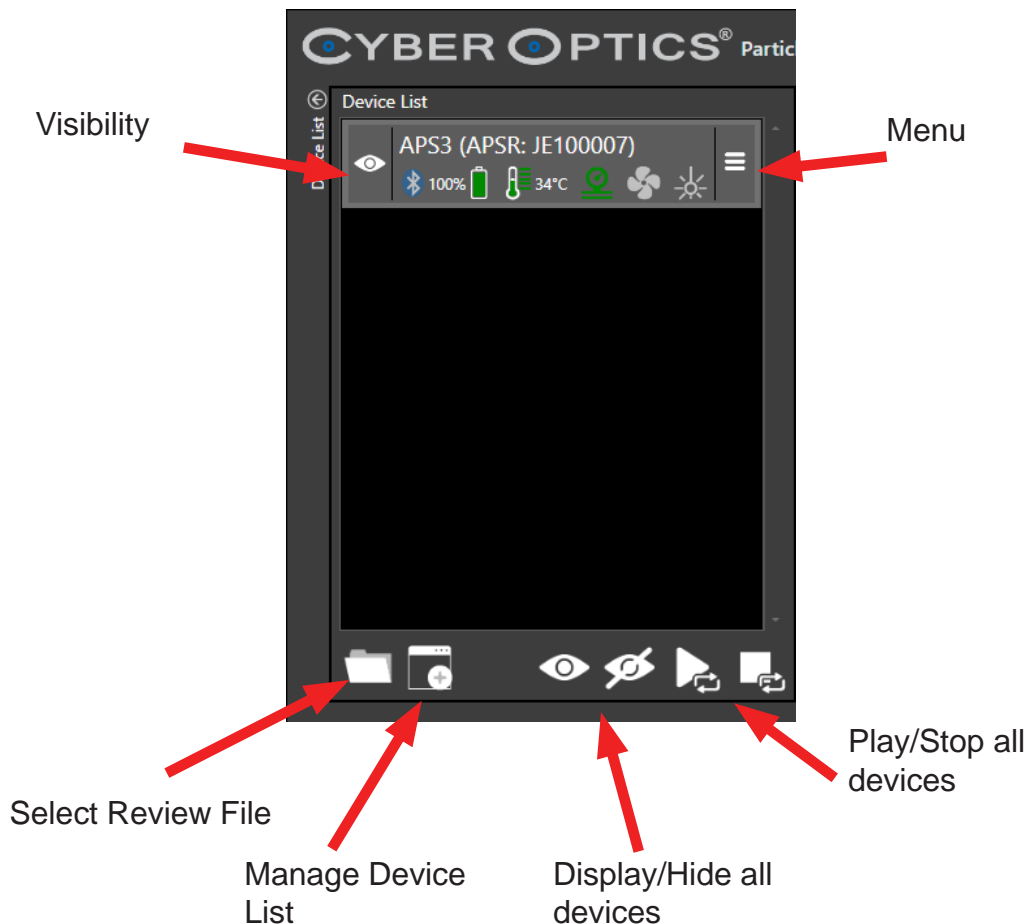 CYBER OPTICS® Partic
Device List
Device List
Visibility
Menu
APS3 (APSR: JE100007)
100% 34°C
Play/Stop all
devices
Select Review File
Manage Device
List
Display/Hide all
devices